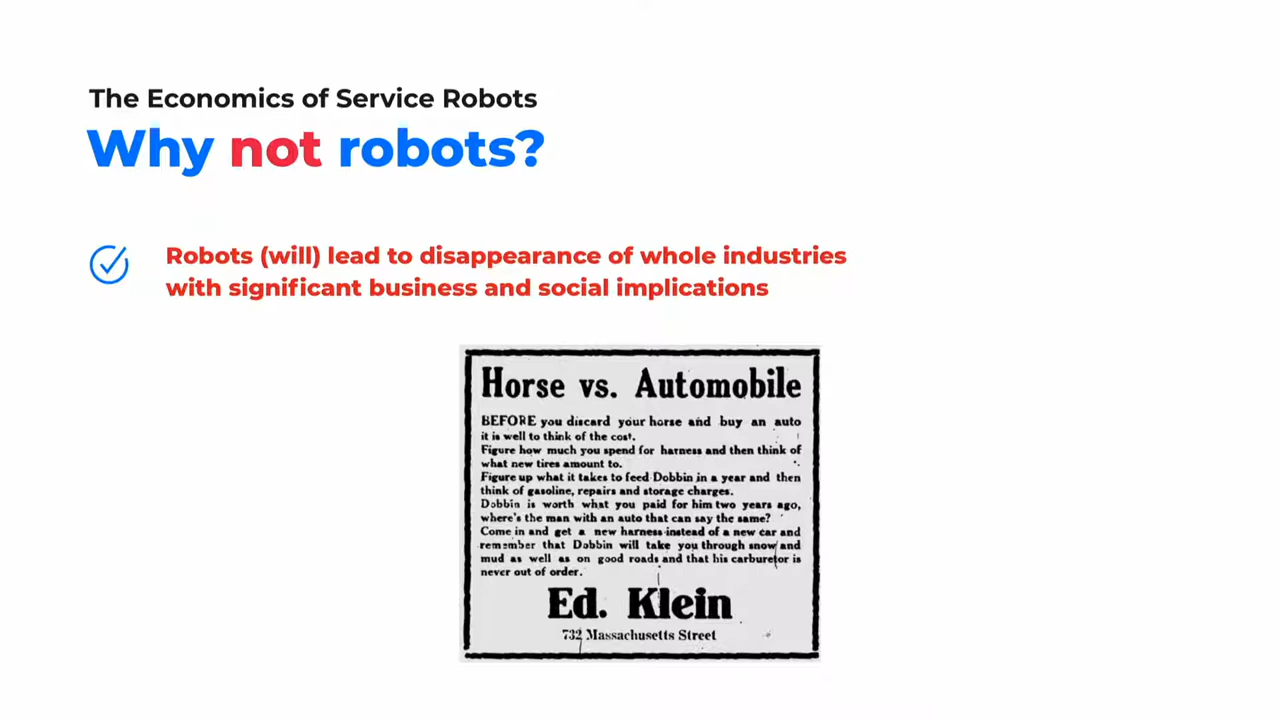 The Economics of Service Robots
Why not robots?
Robots (will) lead to disappearance of whole industries
with significant business and social implications
Horse vs. Automobile
BEFORE you discard your horse and buy an auto
it is well to think of the cost.
Figure how much you spend for harness and then think of
what new tires amount to.
Figure up what it takes to feed Dobbin in a year and then
think of gasoline, repairs and storage charges.
Dobbin is worth what you paid for him two years ago,
where's the man with an auto that can say the same?
Come in and get a new harness instead of a new car and
remember that Dobbin will take you through snow and
mud as well as on good roads and that his carburetor is
never out of order.
Ed. Klein
732 Massachusetts Street